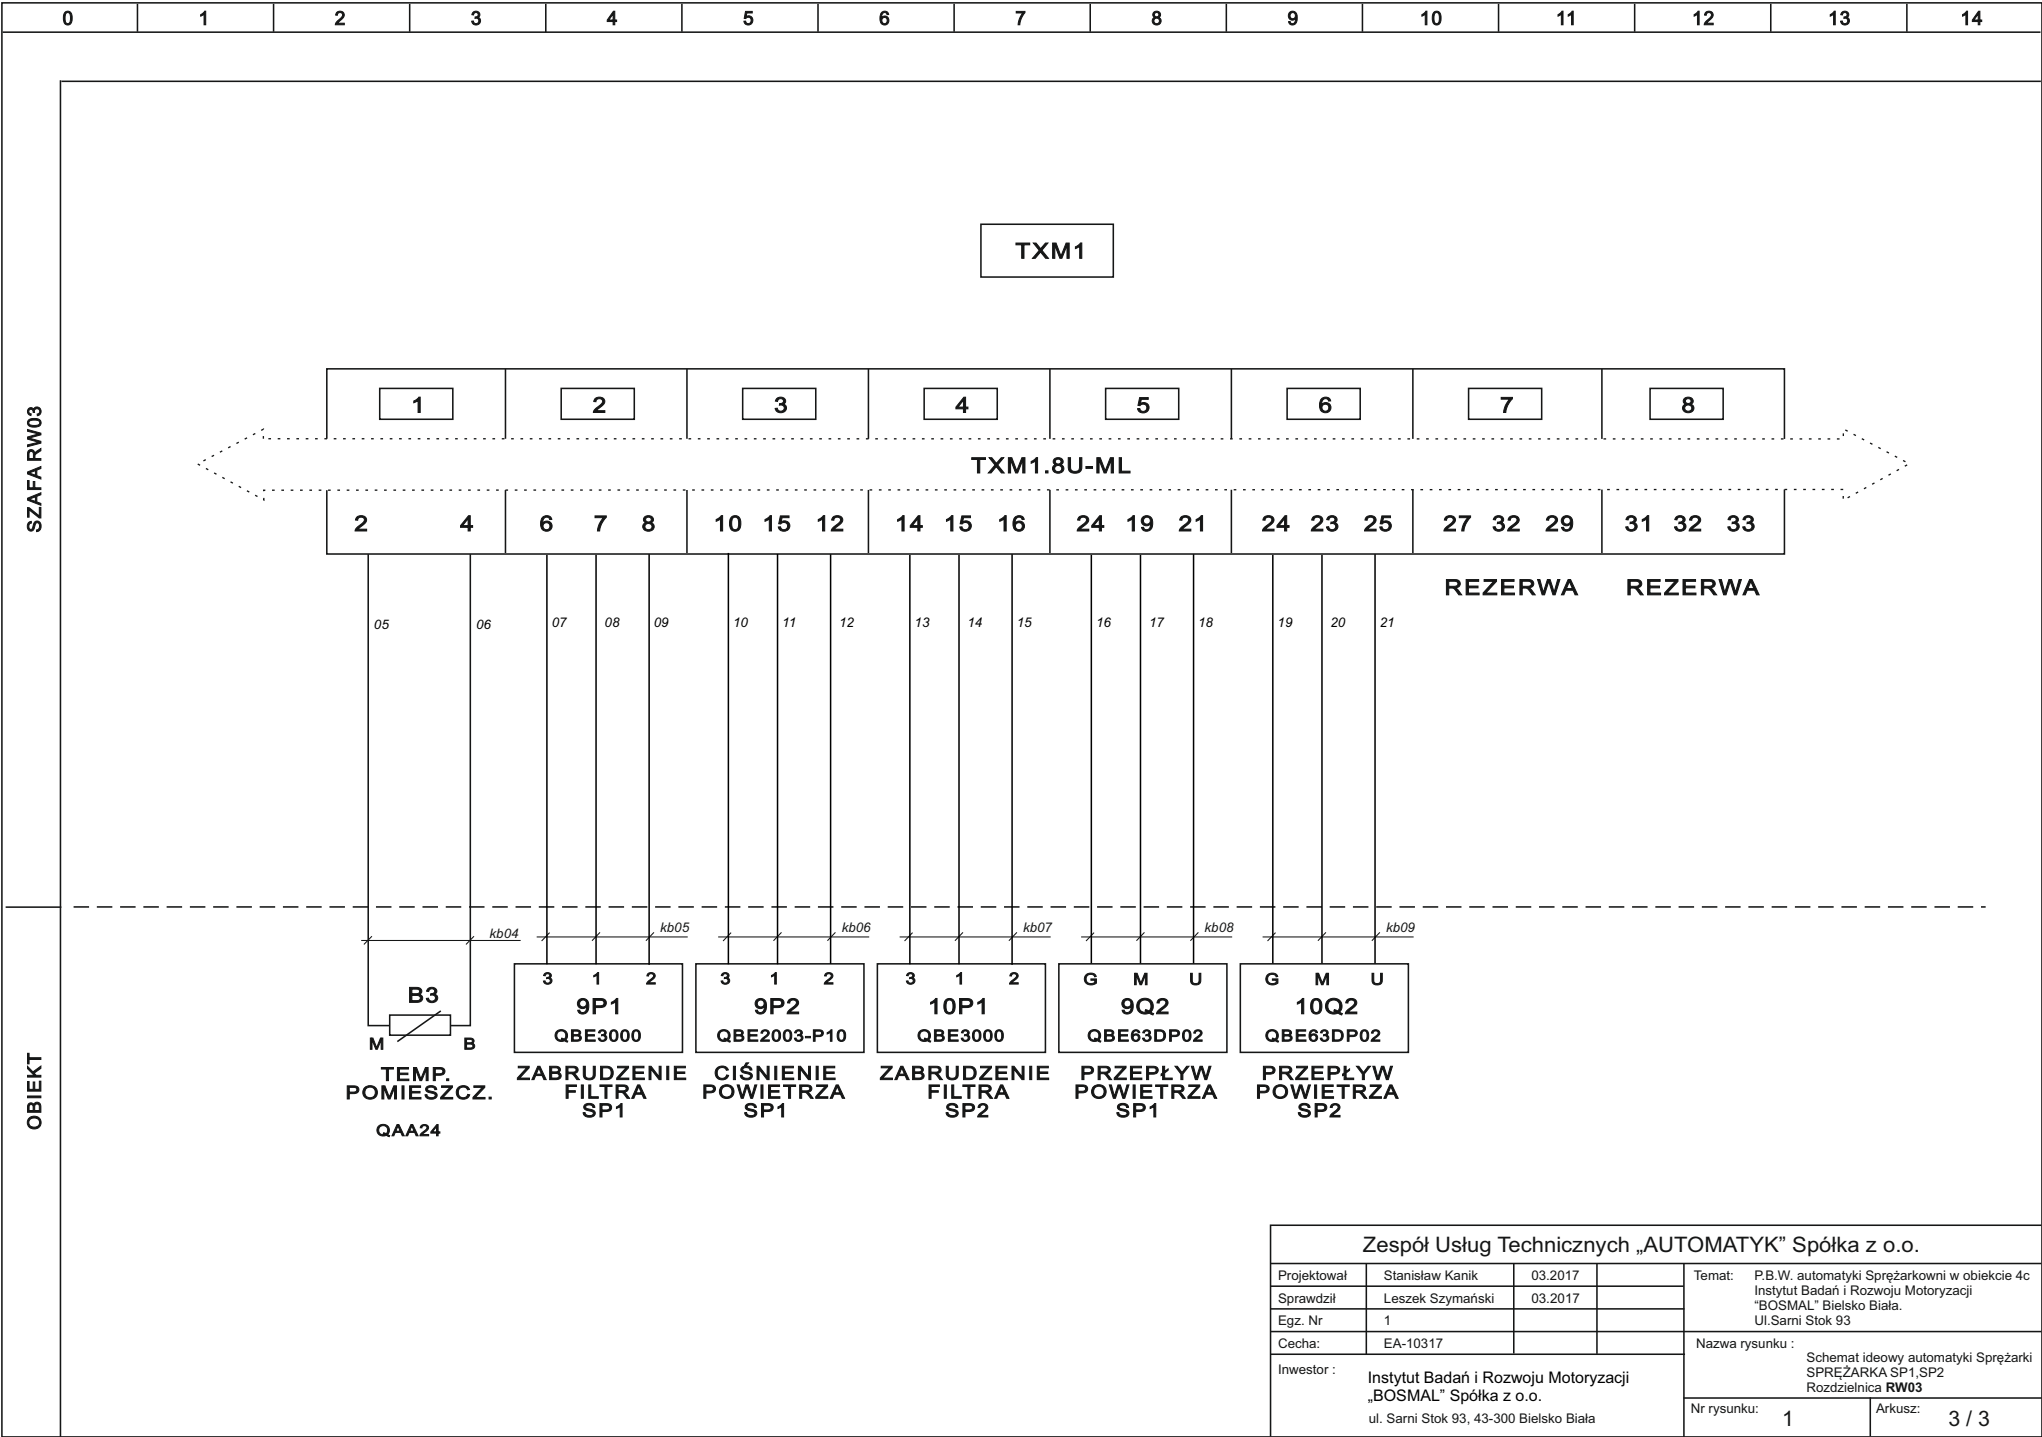 0 1 2 3 4 5 6 7 8 9 10 11 12 13 14
SZAFA RW03
TXM1
1 2 3 4 5 6 7 8
TXM1.8U-ML
2 4 6 7 8 10 15 12 14 15 16 24 19 21 24 23 25 27 32 29 31 32 33
REZERWA REZERWA
05 06 07 08 09 10 11 12 13 14 15 16 17 18 19 20 21
OBIEKT
kb04 kb05 kb06 kb07 kb08 kb09
B3
M B
TEMP.
POMIESZCZ.
QAA24
3 1 2
9P1
QBE3000
ZABRUDZENIE
FILTRA
SP1
3 1 2
9P2
QBE2003-P10
CIŚNIENIE
POWIETRZA
SP1
3 1 2
10P1
QBE3000
ZABRUDZENIE
FILTRA
SP2
G M U
9Q2
QBE63DP02
PRZEPŁYW
POWIETRZA
SP1
G M U
10Q2
QBE63DP02
PRZEPŁYW
POWIETRZA
SP2
Zespół Usług Technicznych „AUTOMATYK” Spółka z o.o.
Projektował Stanisław Kanik 03.2017
Sprawdził Leszek Szymański 03.2017
Egz. Nr 1
Cecha: EA-10317
Inwestor : Instytut Badań i Rozwoju Motoryzacji
„BOSMAL” Spółka z o.o.
ul. Sarni Stok 93, 43-300 Bielsko Biała
Temat: P.B.W. automatyki Sprężarkowni w obiekcie 4c
Instytut Badań i Rozwoju Motoryzacji
“BOSMAL” Bielsko Biała.
Ul.Sarni Stok 93
Nazwa rysunku :
Schemat ideowy automatyki Sprężarki
SPRĘŻARKA SP1,SP2
Rozdzielnica RW03
Nr rysunku: 1
Arkusz: 3 / 3